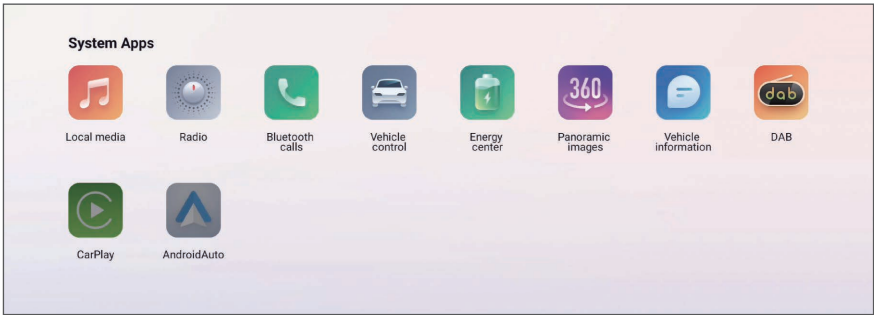 System Apps
360
dab
Local media
Radio
Bluetooth
calls
Vehicle
control
Energy
center
Panoramic
images
Vehicle
information
DAB
CarPlay
AndroidAuto